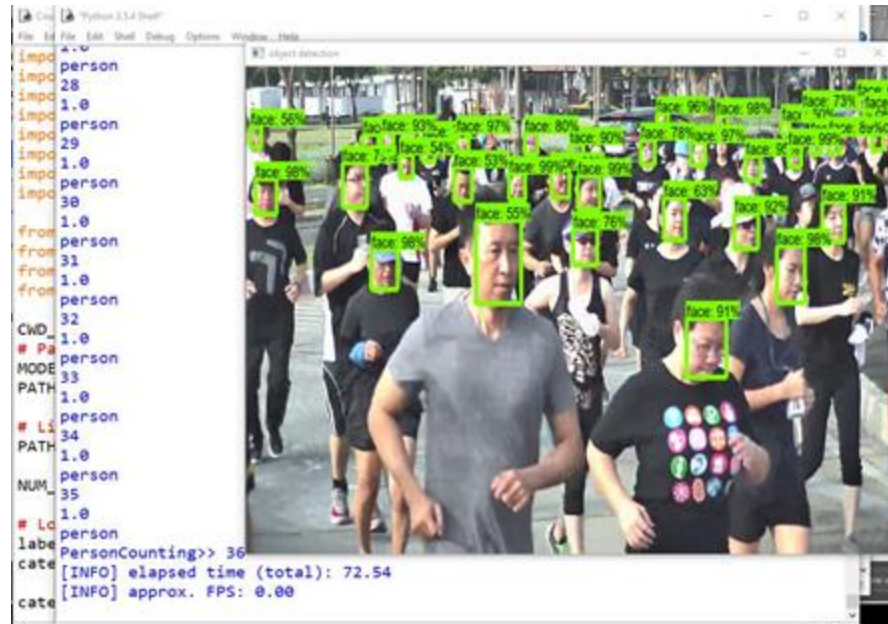 *Python 3.5.4 Shell*
File Edit Shell Debug Options Window Help
object detection
impo
impo
impo
impo
impo
impo
impo
impo
from
from
from
from
CWD_
# Pa
MODE
PATH
# Li
PATH
NUM_
# Lo
labe
cate
cate
1.0
person
28
1.0
person
29
1.0
person
30
1.0
person
31
1.0
person
32
1.0
person
33
1.0
person
34
1.0
person
35
1.0
person
PersonCounting>> 36
[INFO] elapsed time (total): 72.54
[INFO] approx. FPS: 0.00
face: 56%
face: 93%
face: 97%
face: 80%
face: 96%
face: 98%
face: 73%
face: 54%
face: 90%
face: 78%
face: 97%
face: 99%
face: 98%
face: 53%
face: 99%
face: 99%
face: 63%
face: 92%
face: 91%
face: 55%
face: 76%
face: 98%
face: 98%
face: 91%